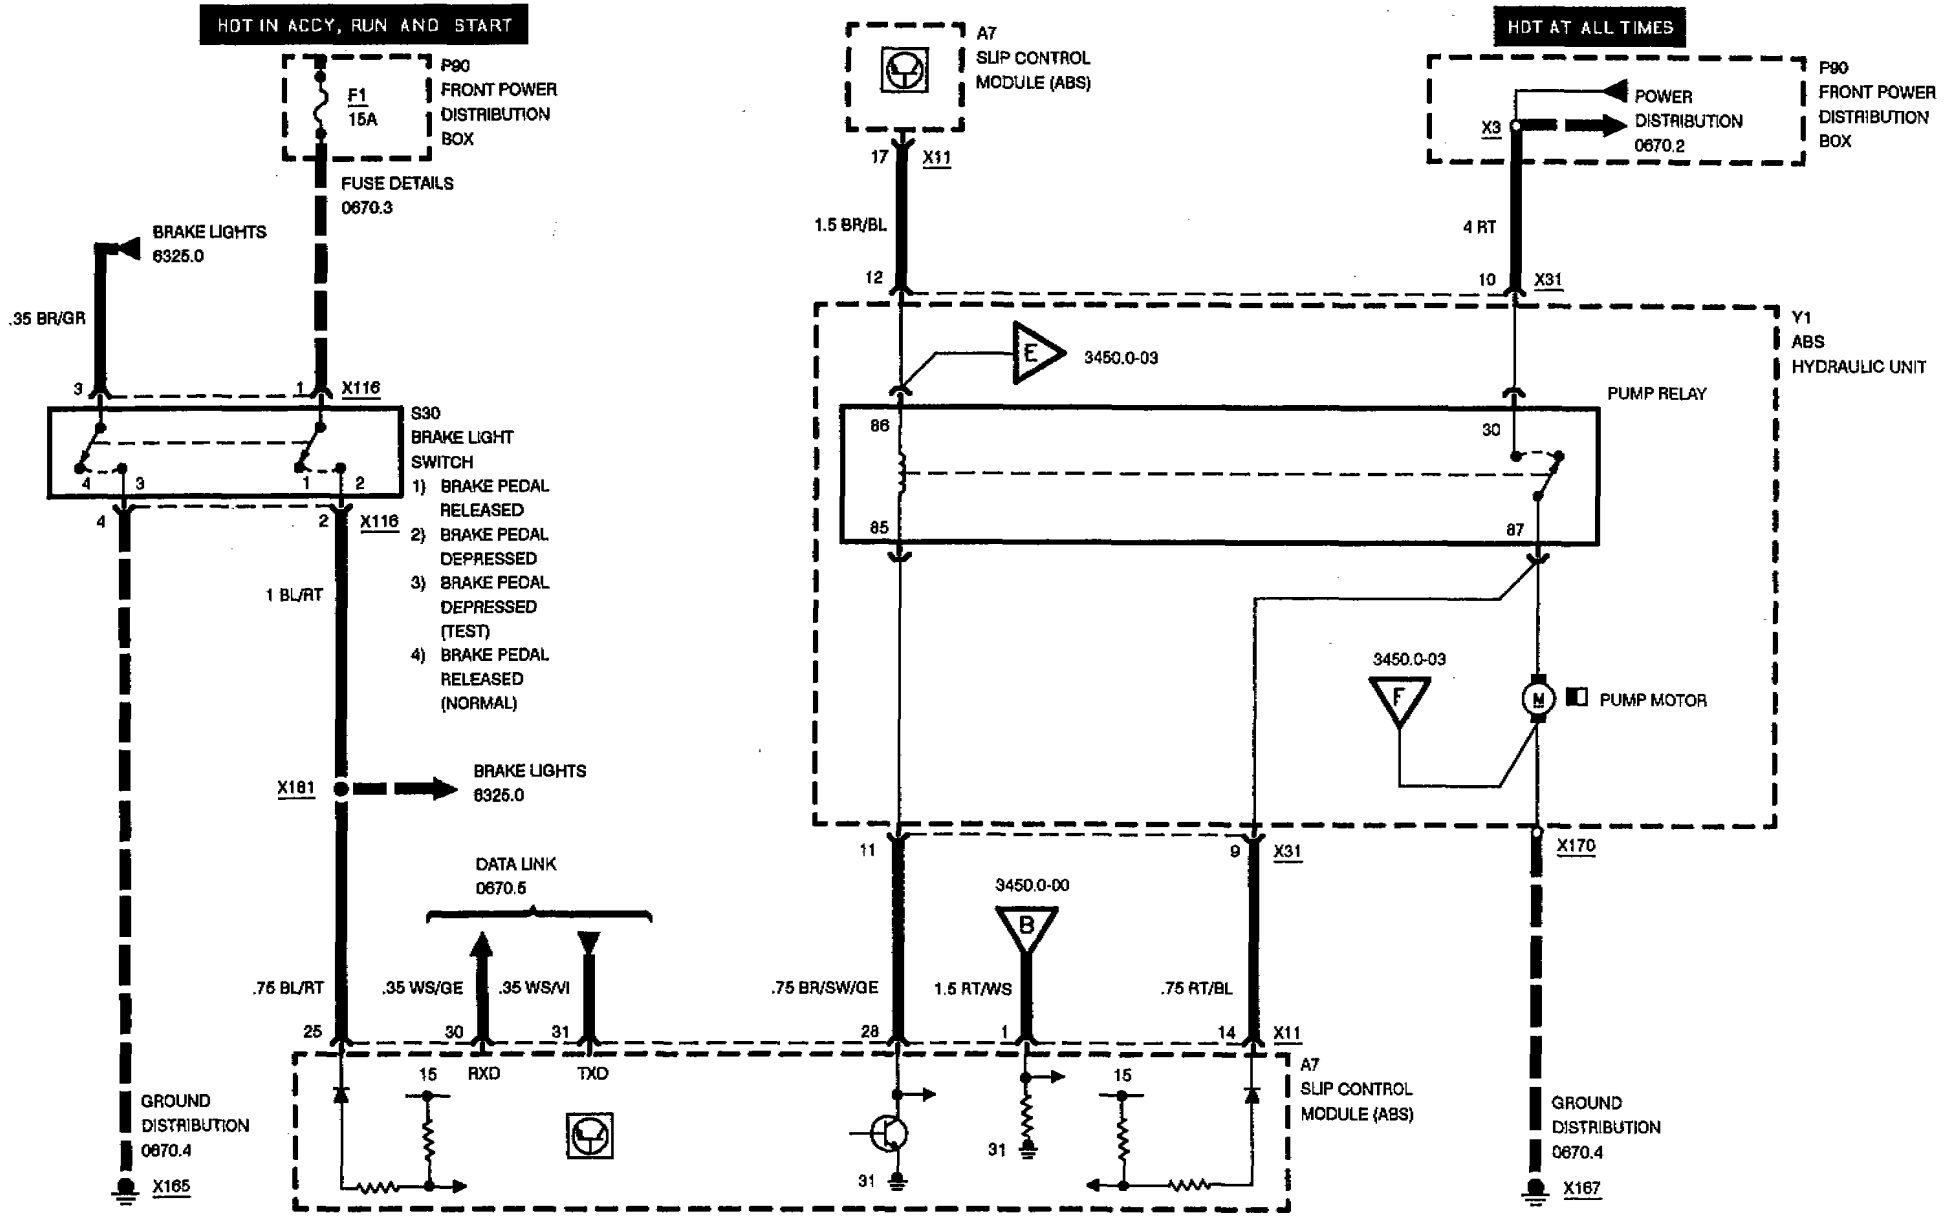 HOT IN ACCY, RUN AND START
P90
FRONT POWER
DISTRIBUTION
BOX
F1
15A
FUSE DETAILS
0670.3
BRAKE LIGHTS
6325.0
.35 BR/GR
3
1
X116
S30
BRAKE LIGHT
SWITCH
1) BRAKE PEDAL
RELEASED
2) BRAKE PEDAL
DEPRESSED
3) BRAKE PEDAL
DEPRESSED
(TEST)
4) BRAKE PEDAL
RELEASED
(NORMAL)
4
3
1
2
4
2
X116
1 BL/RT
X181
BRAKE LIGHTS
6325.0
DATA LINK
0670.5
.75 BL/RT
.35 WS/GE
.35 WS/VI
25
30
31
GROUND
DISTRIBUTION
0670.4
X165
A7
SLIP CONTROL
MODULE (ABS)
17
X11
1.5 BR/BL
12
HOT AT ALL TIMES
P90
FRONT POWER
DISTRIBUTION
BOX
POWER
DISTRIBUTION
0670.2
X3
4 RT
10
X31
Y1
ABS
HYDRAULIC UNIT
E
3450.0-03
PUMP RELAY
86
30
85
87
3450.0-03
F
M
PUMP MOTOR
11
9
X31
X170
3450.0-00
B
.75 BR/SW/GE
1.5 RT/WS
.75 RT/BL
28
1
14
X11
15
RXD
TXD
15
31
31
A7
SLIP CONTROL
MODULE (ABS)
GROUND
DISTRIBUTION
0670.4
X167